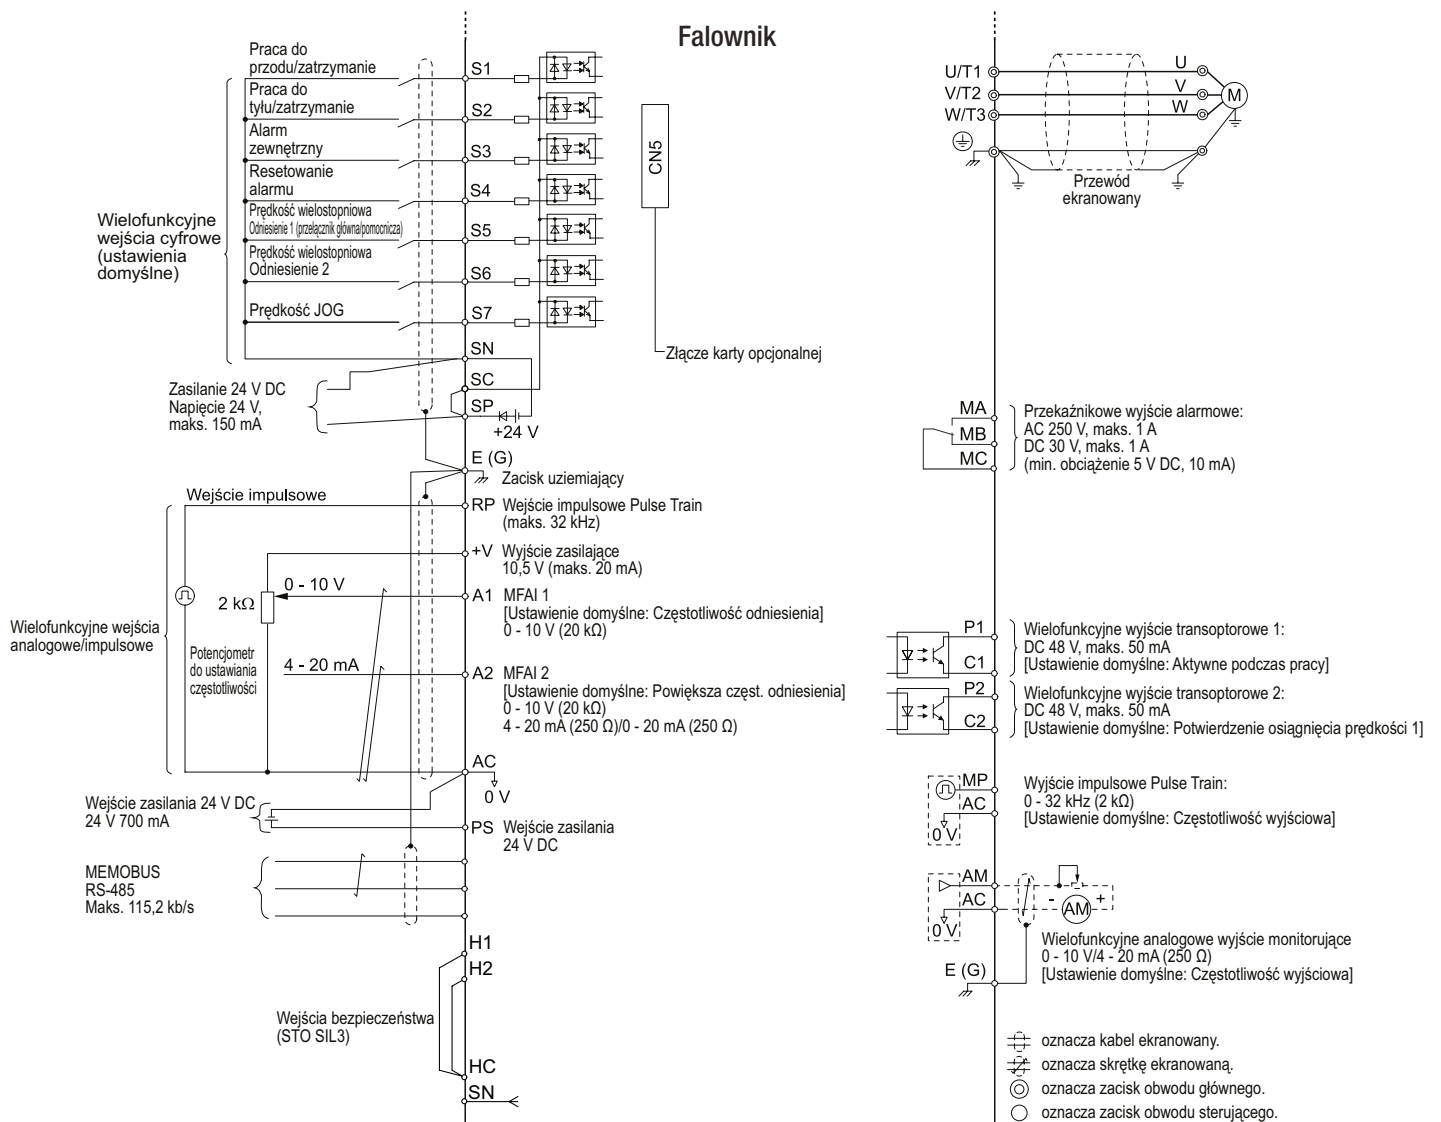 Falownik
Praca do
przodu/zatrzymanie
S1
Praca do
tyłu/zatrzymanie
S2
Alarm
zewnętrzny
S3
Resetowanie
alarmu
S4
Prędkość wielostopniowa
Odniesienie 1 (przełącznik główna/pomocnicza)
S5
Prędkość wielostopniowa
Odniesienie 2
S6
Prędkość JOG
S7
Wielofunkcyjne
wejścia cyfrowe
(ustawienia
domyślne)
SN
SC
SP
+24 V
Zasilanie 24 V DC
Napięcie 24 V,
maks. 150 mA
CN5
Złącze karty opcjonalnej
E (G)
Zacisk uziemiający
Wejście impulsowe
RP Wejście impulsowe Pulse Train
(maks. 32 kHz)
+V Wyjście zasilające
10,5 V (maks. 20 mA)
0 - 10 V
2 kΩ
A1 MFAI 1
[Ustawienie domyślne: Częstotliwość odniesienia]
0 - 10 V (20 kΩ)
Wielofunkcyjne wejścia
analogowe/impulsowe
Potencjometr
do ustawiania
częstotliwości
4 - 20 mA
A2 MFAI 2
[Ustawienie domyślne: Powiększa częst. odniesienia]
0 - 10 V (20 kΩ)
4 - 20 mA (250 Ω)/0 - 20 mA (250 Ω)
AC
0 V
Wejście zasilania 24 V DC
24 V 700 mA
PS Wejście zasilania
24 V DC
MEMOBUS
RS-485
Maks. 115,2 kb/s
H1
H2
Wejścia bezpieczeństwa
(STO SIL3)
HC
SN
U/T1
V/T2
W/T3
U
V
W
M
Przewód
ekranowany
MA
MB
MC
Przekaźnikowe wyjście alarmowe:
AC 250 V, maks. 1 A
DC 30 V, maks. 1 A
(min. obciążenie 5 V DC, 10 mA)
P1
C1
Wielofunkcyjne wyjście transoptorowe 1:
DC 48 V, maks. 50 mA
[Ustawienie domyślne: Aktywne podczas pracy]
P2
C2
Wielofunkcyjne wyjście transoptorowe 2:
DC 48 V, maks. 50 mA
[Ustawienie domyślne: Potwierdzenie osiągnięcia prędkości 1]
MP
AC
0 V
Wyjście impulsowe Pulse Train:
0 - 32 kHz (2 kΩ)
[Ustawienie domyślne: Częstotliwość wyjściowa]
AM
AC
0 V
- +
AM
Wielofunkcyjne analogowe wyjście monitorujące
0 - 10 V/4 - 20 mA (250 Ω)
[Ustawienie domyślne: Częstotliwość wyjściowa]
E (G)
oznacza kabel ekranowany.
oznacza skrętkę ekranowaną.
oznacza zacisk obwodu głównego.
oznacza zacisk obwodu sterującego.